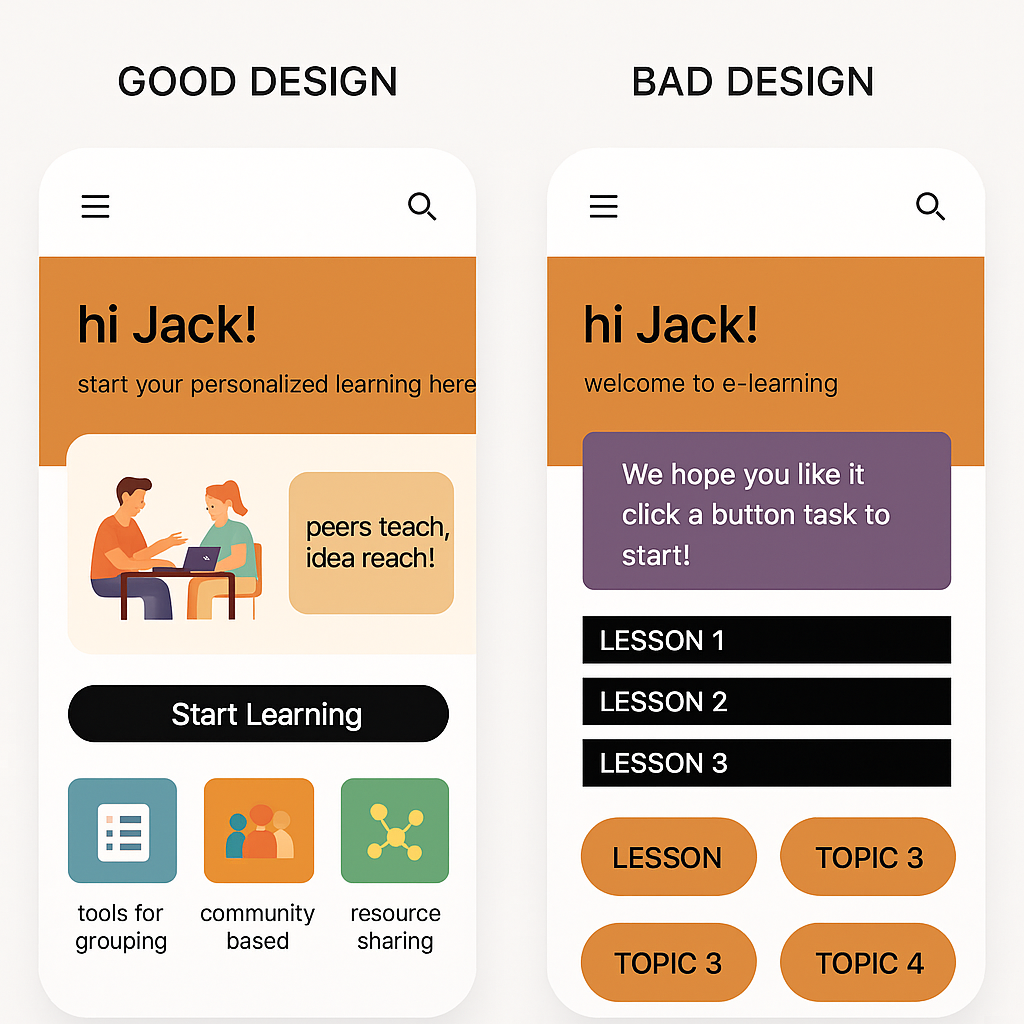 GOOD DESIGN
hi Jack!
start your personalized learning here
peers teach,
idea reach!
Start Learning
tools for
grouping
community
based
resource
sharing
BAD DESIGN
hi Jack!
welcome to e-learning
We hope you like it
click a button task to
start!
LESSON 1
LESSON 2
LESSON 3
LESSON
TOPIC 3
TOPIC 3
TOPIC 4